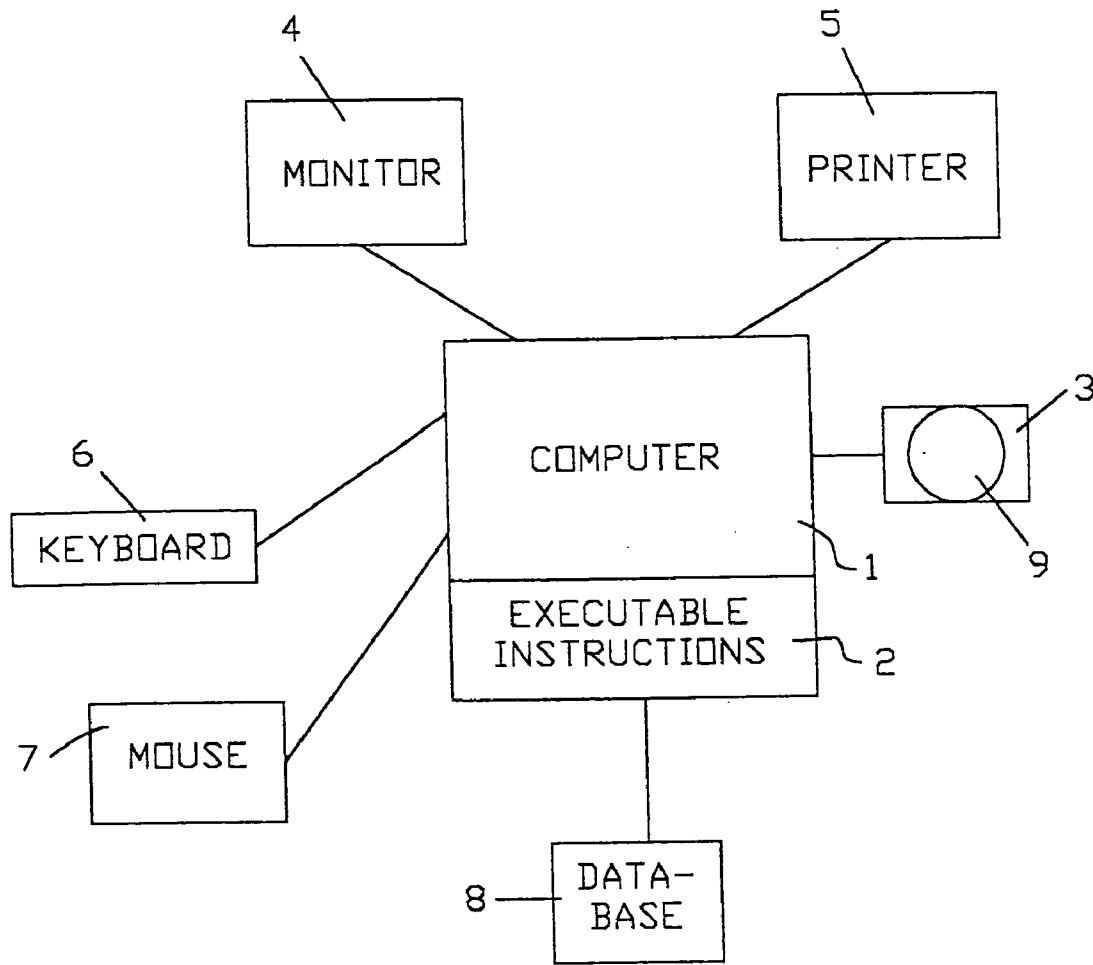 4
5
MONITOR
PRINTER
3
COMPUTER
6
KEYBOARD
9
1
EXECUTABLE
INSTRUCTIONS
2
7
MOUSE
DATA-
BASE
8